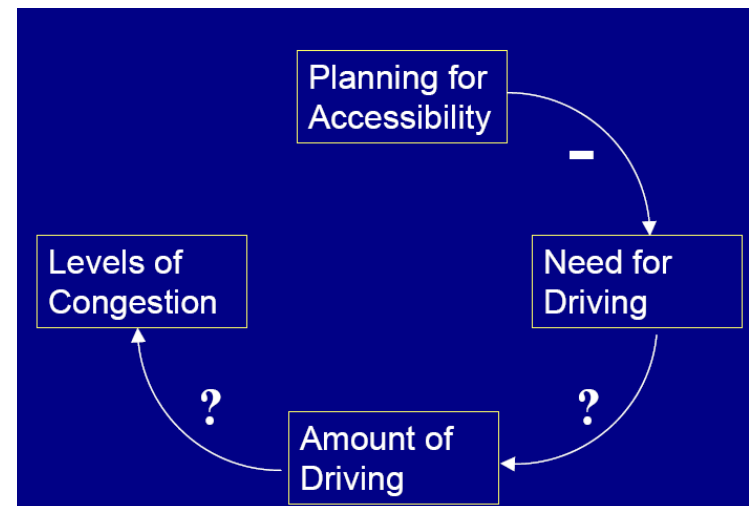 Planning for
Accessibility
-
Need for
Driving
?
Amount of
Driving
?
Levels of
Congestion